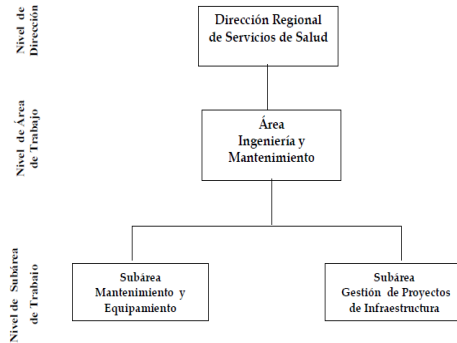 Nivel de
Dirección
Dirección Regional
de Servicios de Salud
Nivel de Área
de Trabajo
Área
Ingeniería y
Mantenimiento
Nivel de Subárea
de Trabajo
Subárea
Mantenimiento y
Equipamiento
Subárea
Gestión de Proyectos
de Infraestructura